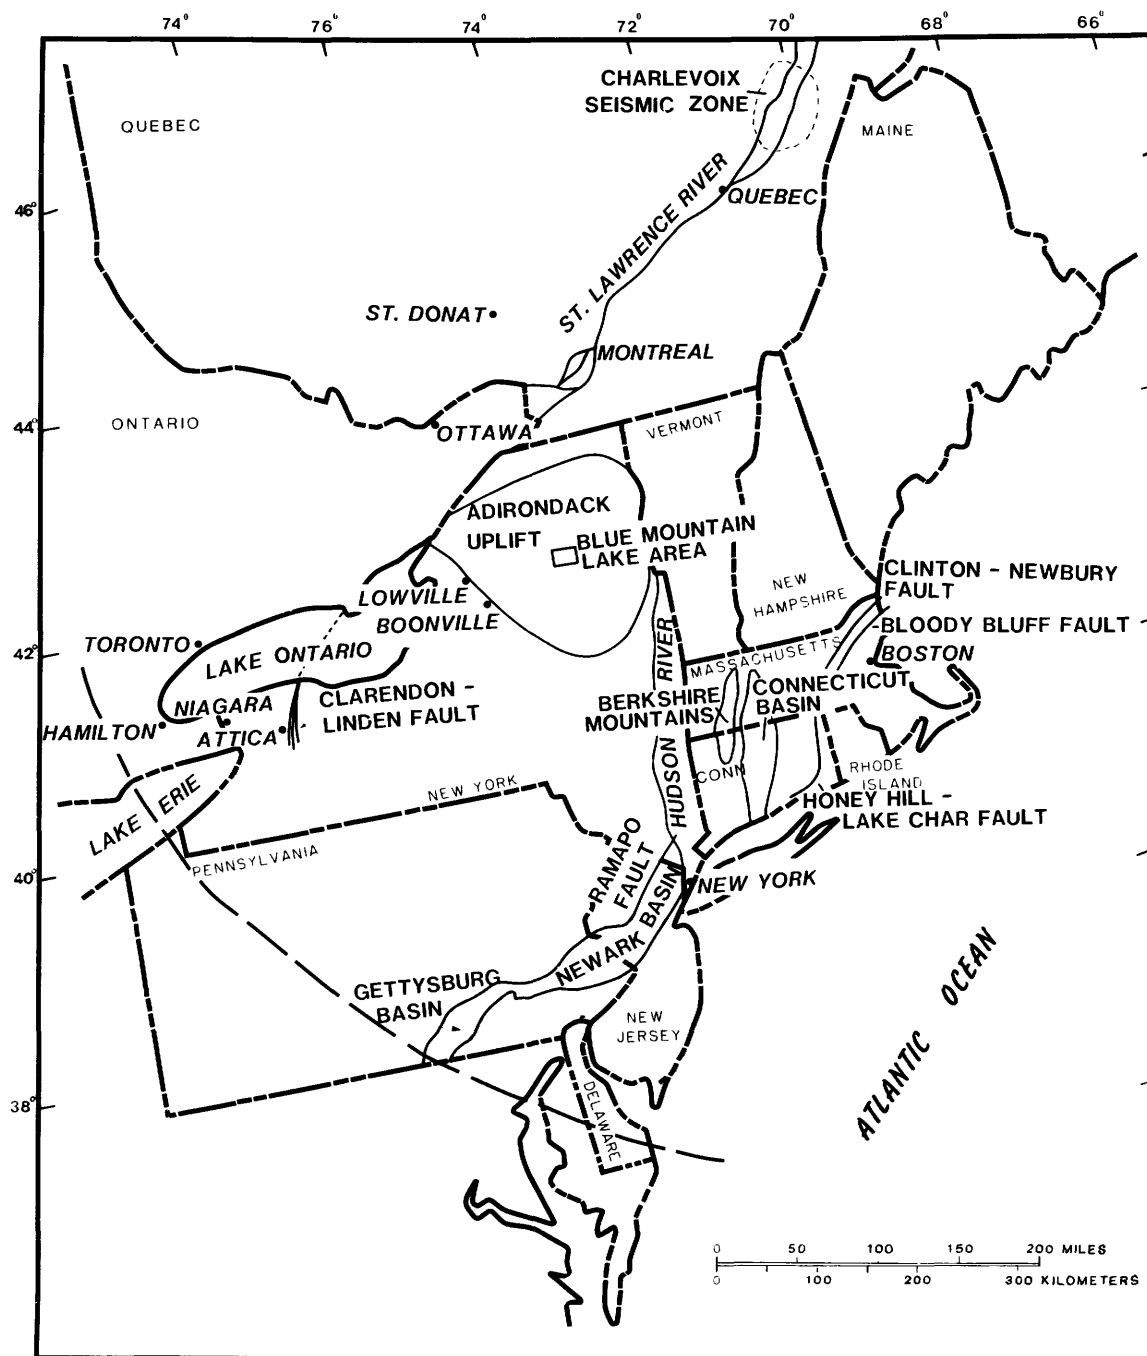 74° 76° 72° 70° 68° 66°
CHARLEVOIX
SEISMIC ZONE
QUEBEC
MAINE
46°
QUEBEC
ST. LAWRENCE RIVER
ST. DONAT
MONTREAL
ONTARIO
44°
OTTAWA
VERMONT
ADIRONDACK
UPLIFT
BLUE MOUNTAIN
LAKE AREA
CLINTON - NEWBURY
FAULT
NEW
HAMPSHIRE
LOWVILLE
BOONVILLE
BLOODY BLUFF FAULT
TORONTO
LAKE ONTARIO
42°
MASSACHUSETTS
BOSTON
NIAGARA
CLARENDON -
LINDEN FAULT
BERKSHIRE
MOUNTAINS
CONNECTICUT
BASIN
HAMILTON
ATTICA
HUDSON RIVER
CONN
RHODE
ISLAND
LAKE ERIE
NEW YORK
HONEY HILL -
LAKE CHAR FAULT
PENNSYLVANIA
RAMAPO
FAULT
40°
NEW YORK
NEWARK BASIN
GETTYSBURG
BASIN
NEW
JERSEY
ATLANTIC OCEAN
38°
DELAWARE
0 50 100 150 200 MILES
0 100 200 300 KILOMETERS